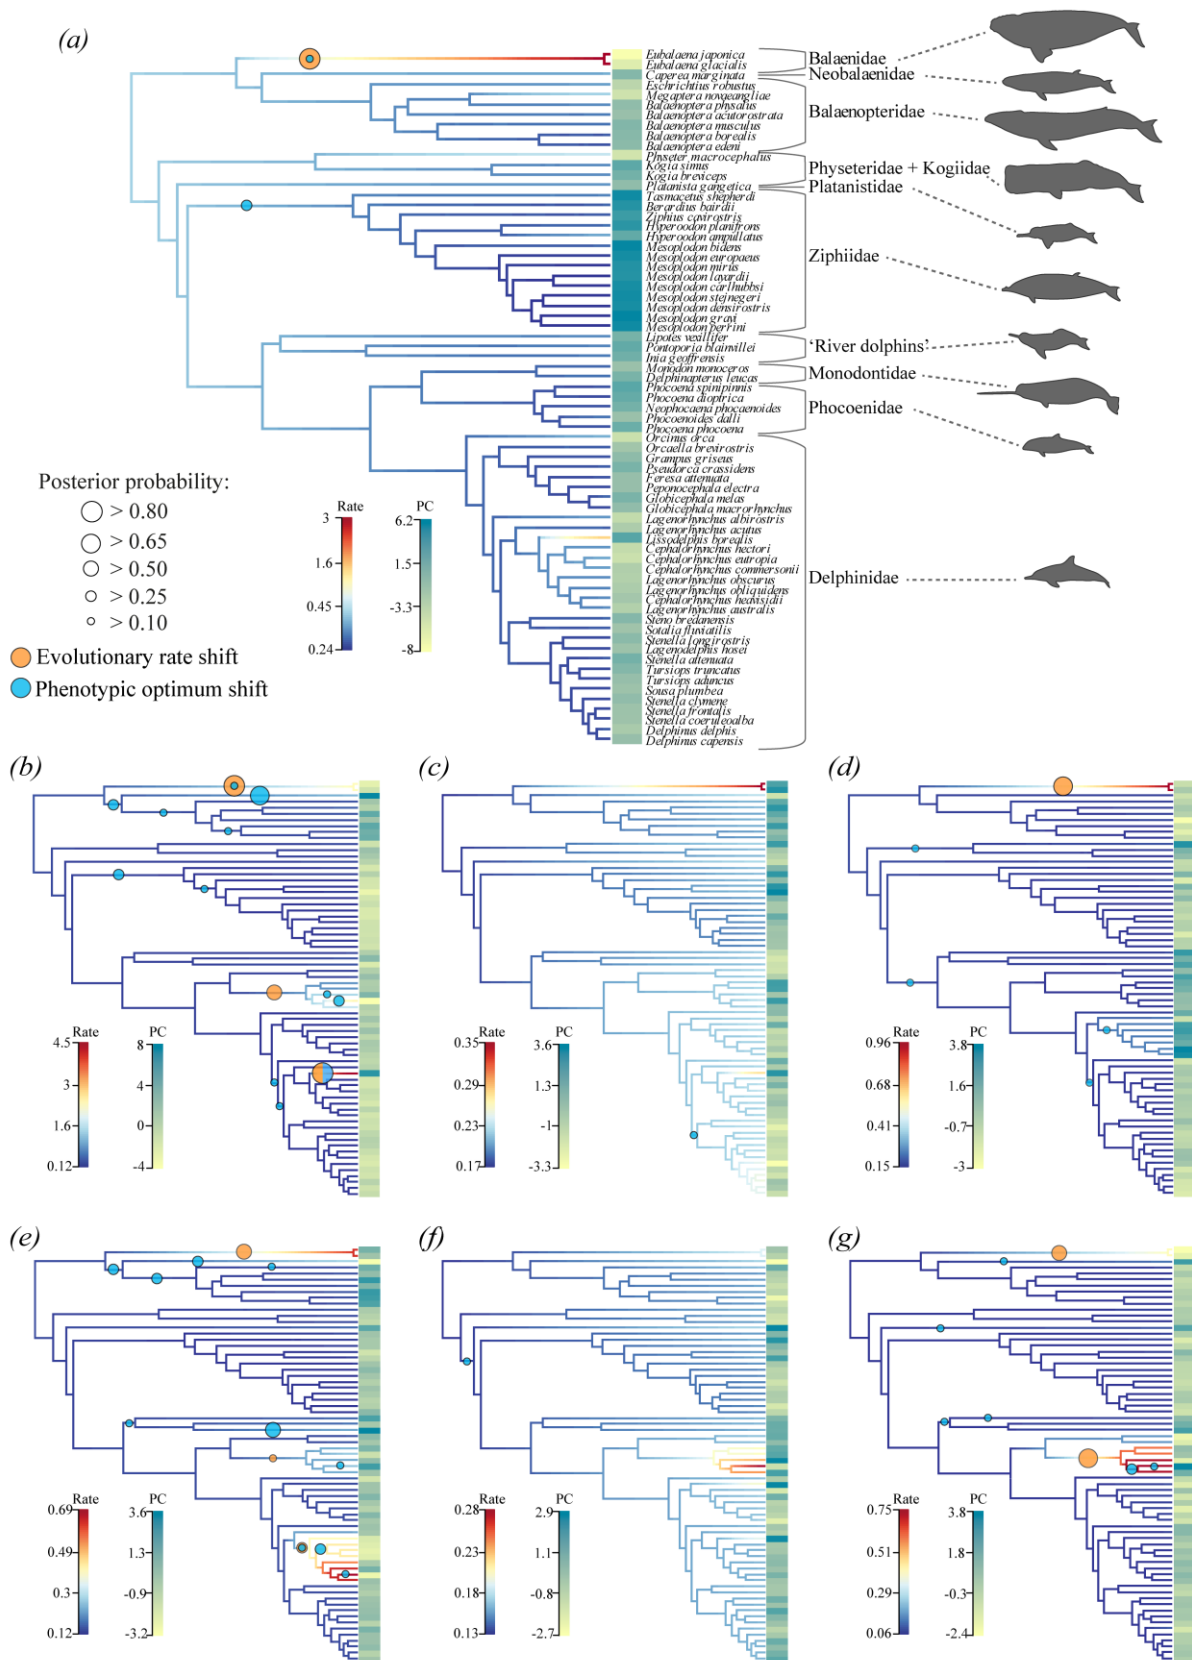 (a)
Eubalaena japonica
Eubalaena glacialis
Caperea marginata
Eschrichtius robustus
Megaptera novaeangliae
Balaenoptera physalus
Balaenoptera acutorostrata
Balaenoptera musculus
Balaenoptera borealis
Balaenoptera edeni
Physeter macrocephalus
Kogia simus
Kogia breviceps
Platanista gangetica
Tasmacetus shepherdi
Berardius bairdii
Ziphius cavirostris
Hyperoodon planifrons
Hyperoodon ampullatus
Mesoplodon bidens
Mesoplodon europaeus
Mesoplodon mirus
Mesoplodon layardii
Mesoplodon carlhubbsi
Mesoplodon stejnegeri
Mesoplodon densirostris
Mesoplodon grayi
Mesoplodon perrini
Lipotes vexillifer
Pontoporia blainvillei
Inia geoffrensis
Monodon monoceros
Delphinapterus leucas
Phocoena spinipinnis
Phocoena dioptrica
Neophocaena phocaenoides
Phocoenoides dalli
Phocoena phocoena
Orcinus orca
Orcaella brevirostris
Grampus griseus
Pseudorca crassidens
Feresa attenuata
Peponocephala electra
Globicephala melas
Globicephala macrorhynchus
Lagenorhynchus albirostris
Lagenorhynchus acutus
Lissodelphis borealis
Cephalorhynchus hectori
Cephalorhynchus eutropia
Cephalorhynchus commersonii
Lagenorhynchus obscurus
Lagenorhynchus obliquidens
Cephalorhynchus heavisidii
Lagenorhynchus australis
Steno bredanensis
Sotalia fluviatilis
Stenella longirostris
Lagenodelphis hosei
Stenella attenuata
Tursiops truncatus
Tursiops aduncus
Sousa plumbea
Stenella clymene
Stenella frontalis
Stenella coeruleoalba
Delphinus delphis
Delphinus capensis
Balaenidae
Neobalaenidae
Balaenopteridae
Physeteridae + Kogiidae
Platanistidae
Ziphiidae
‘River dolphins’
Monodontidae
Phocoenidae
Delphinidae
Posterior probability:
> 0.80
> 0.65
> 0.50
> 0.25
> 0.10
Evolutionary rate shift
Phenotypic optimum shift
Rate
3
1.6
0.45
0.24
PC
6.2
1.5
-3.3
-8
(b)
Rate
4.5
3
1.6
0.12
PC
8
4
0
-4
(c)
Rate
0.35
0.29
0.23
0.17
PC
3.6
1.3
-1
-3.3
(d)
Rate
0.96
0.68
0.41
0.15
PC
3.8
1.6
-0.7
-3
(e)
Rate
0.69
0.49
0.3
0.12
PC
3.6
1.3
-0.9
-3.2
(f)
Rate
0.28
0.23
0.18
0.13
PC
2.9
1.1
-0.8
-2.7
(g)
Rate
0.75
0.51
0.29
0.06
PC
3.8
1.8
-0.3
-2.4